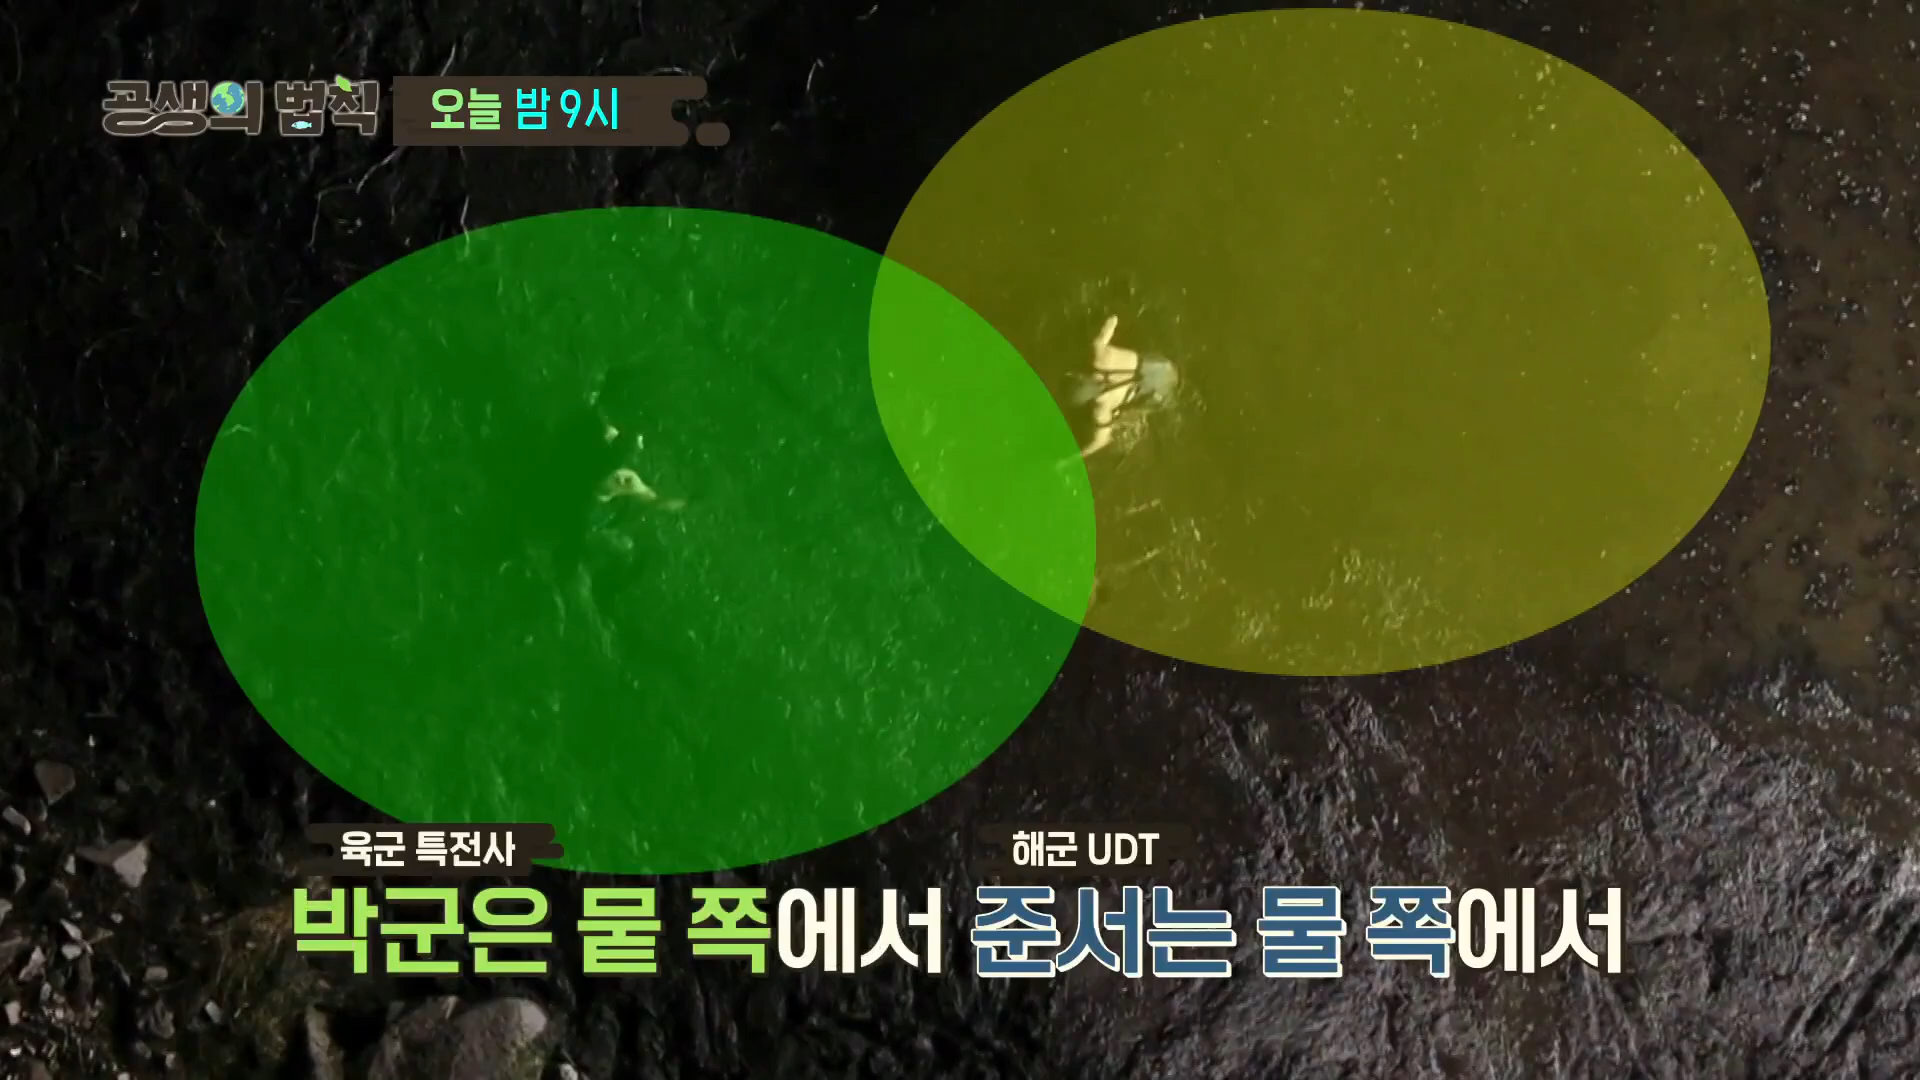 공생의 법칙 오늘 밤 9시
육군 특전사 해군 UDT
박군은 뭍 쪽에서 준서는 물 쪽에서